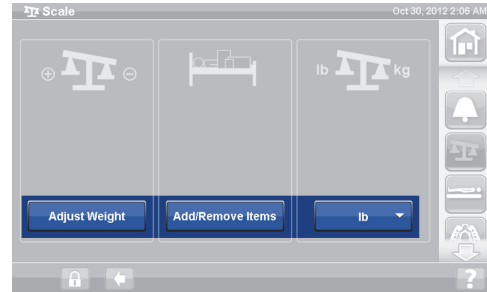 Scale
Oct 30, 2012 2:06 AM
lb kg
Adjust Weight
Add/Remove Items
lb
?